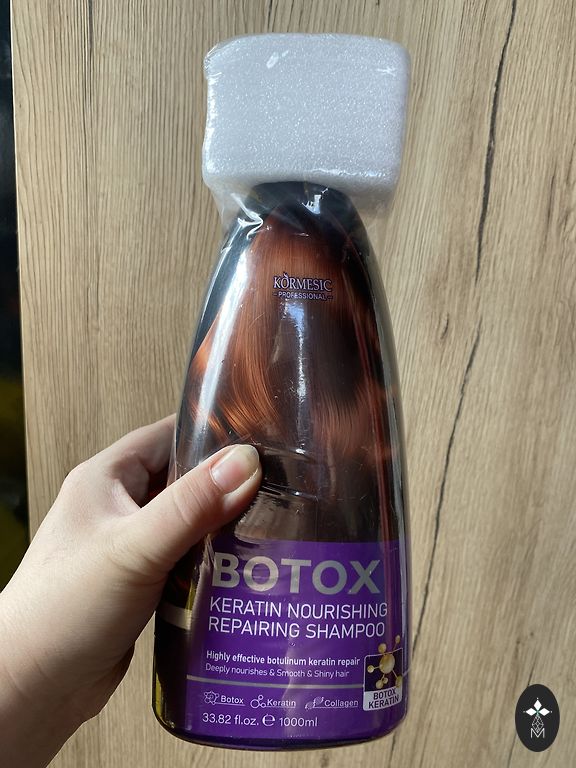 KÖRMESIC
PROFESSIONAL
BOTOX
KERATIN NOURISHING
REPAIRING SHAMPOO
Highly effective botulinum keratin repair
Deeply nourishes & Smooth & Shiny hair
Botox Keratin Collagen
BOTOX
KERATIN
33.82 fl.oz. ℮ 1000ml
M